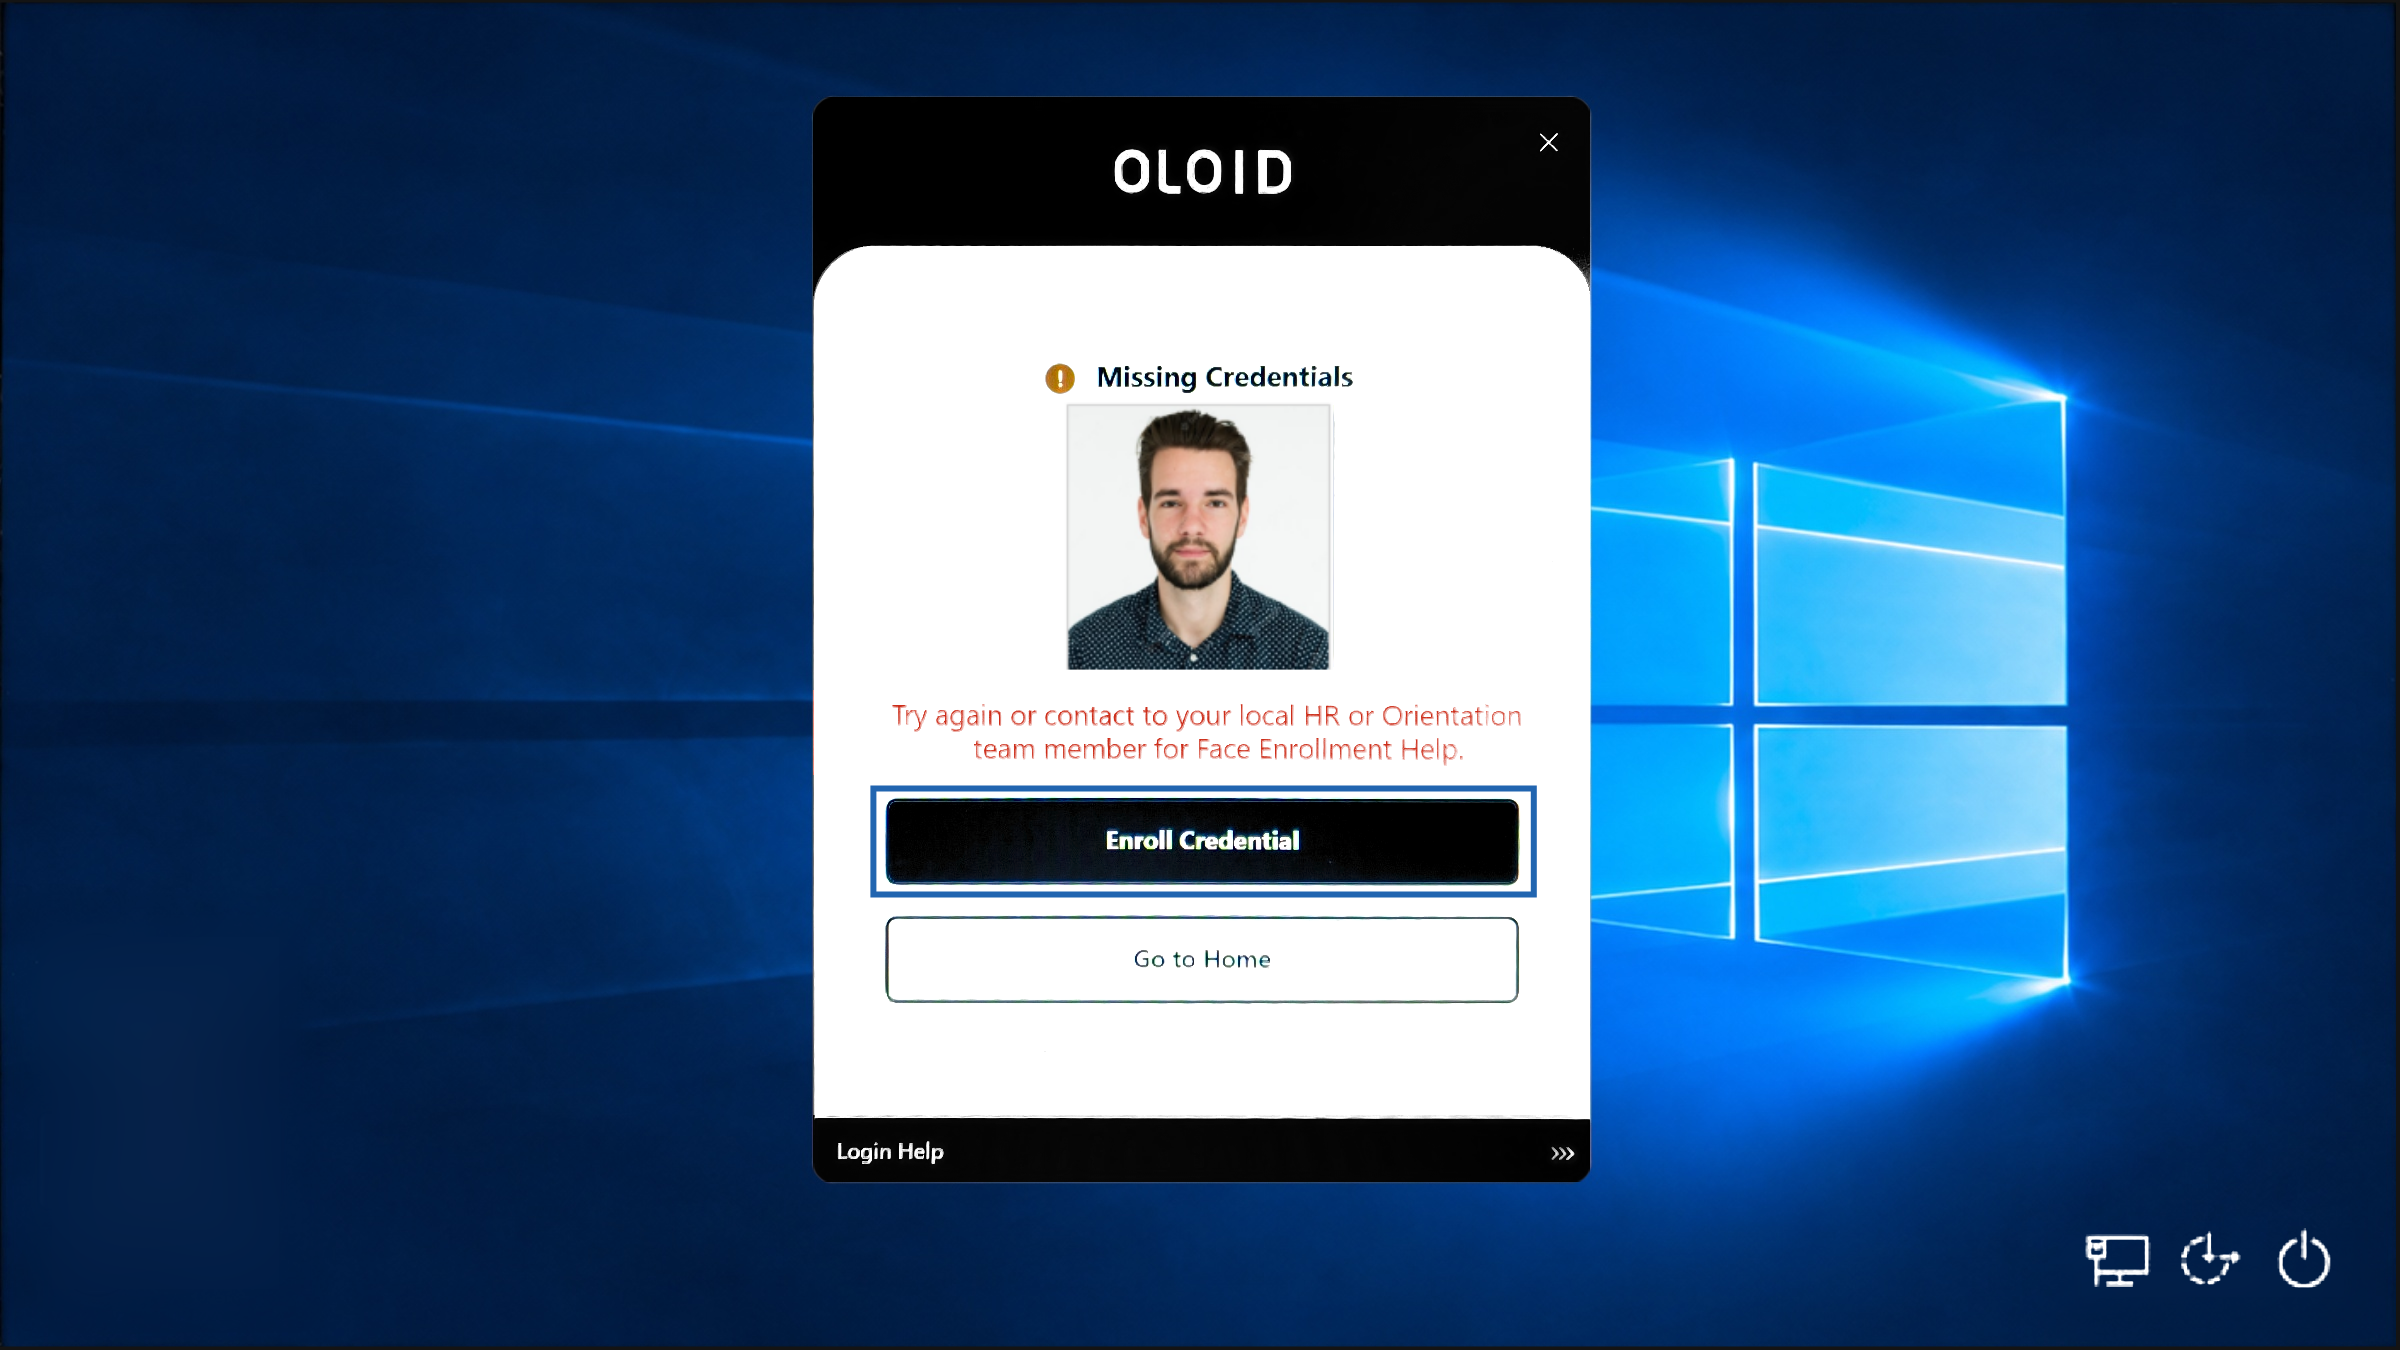 OLOID
Missing Credentials
Try again or contact to your local HR or Orientation
team member for Face Enrollment Help.
Enroll Credential
Go to Home
Login Help